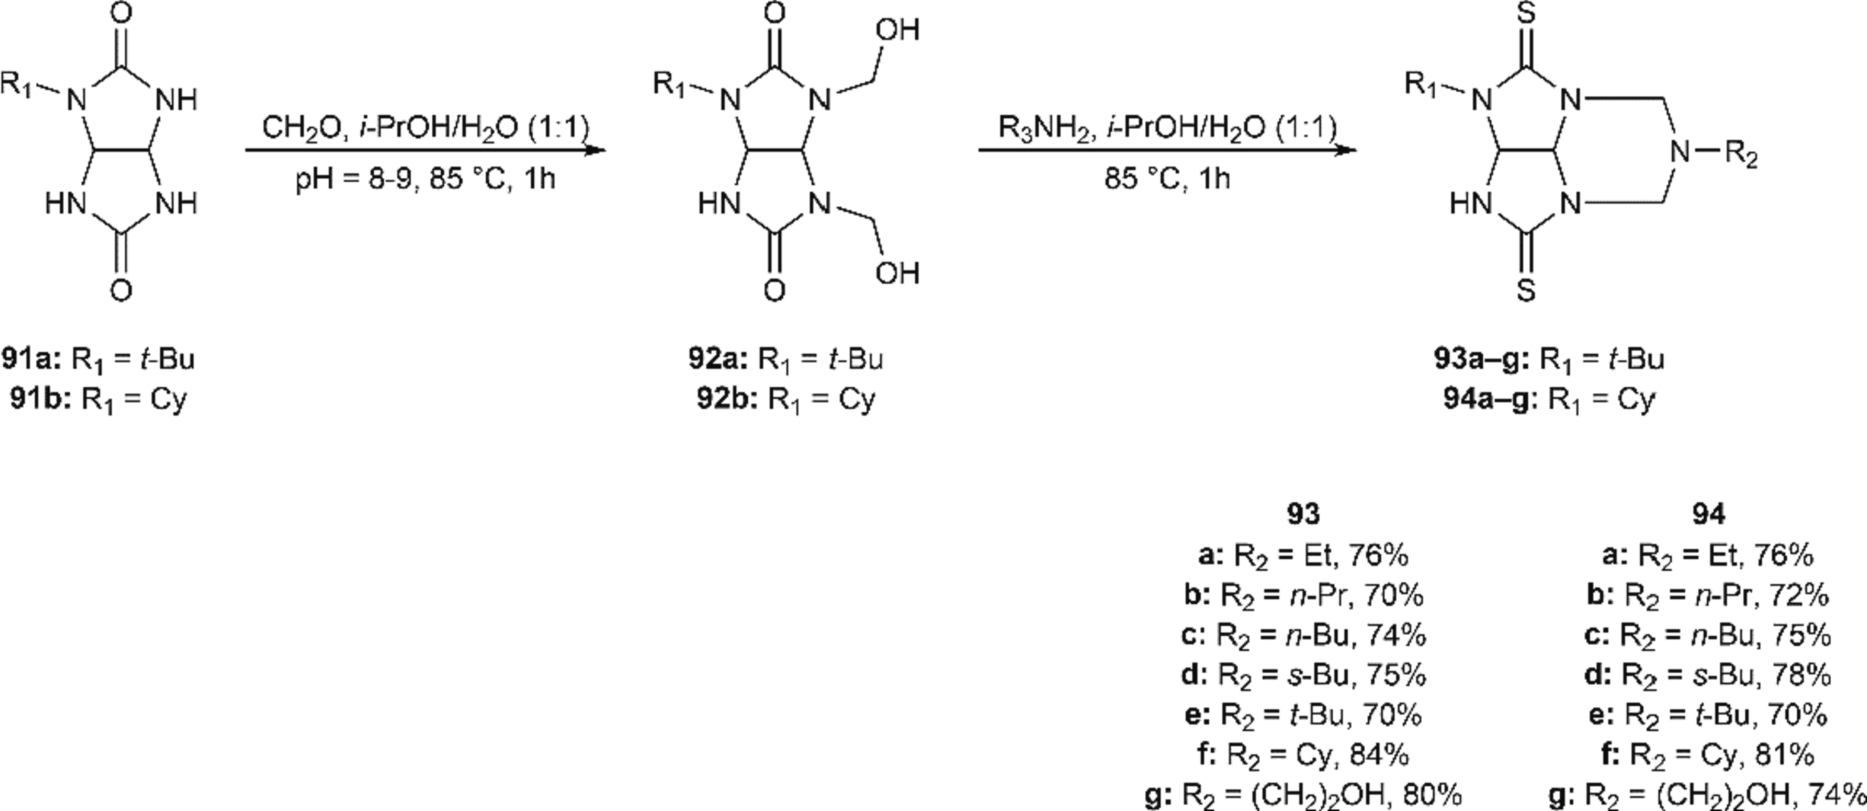 O
R₁
N
NH
HN
NH
O
CH₂O, i-PrOH/H₂O (1:1)
pH = 8-9, 85 °C, 1h
O
OH
R₁
N
N
HN
N
O
OH
R₃NH₂, i-PrOH/H₂O (1:1)
85 °C, 1h
S
R₁
N
N
N
R₂
HN
N
S
91a: R₁ = t-Bu
91b: R₁ = Cy
92a: R₁ = t-Bu
92b: R₁ = Cy
93a–g: R₁ = t-Bu
94a–g: R₁ = Cy
93
a: R₂ = Et, 76%
b: R₂ = n-Pr, 70%
c: R₂ = n-Bu, 74%
d: R₂ = s-Bu, 75%
e: R₂ = t-Bu, 70%
f: R₂ = Cy, 84%
g: R₂ = (CH₂)₂OH, 80%
94
a: R₂ = Et, 76%
b: R₂ = n-Pr, 72%
c: R₂ = n-Bu, 75%
d: R₂ = s-Bu, 78%
e: R₂ = t-Bu, 70%
f: R₂ = Cy, 81%
g: R₂ = (CH₂)₂OH, 74%